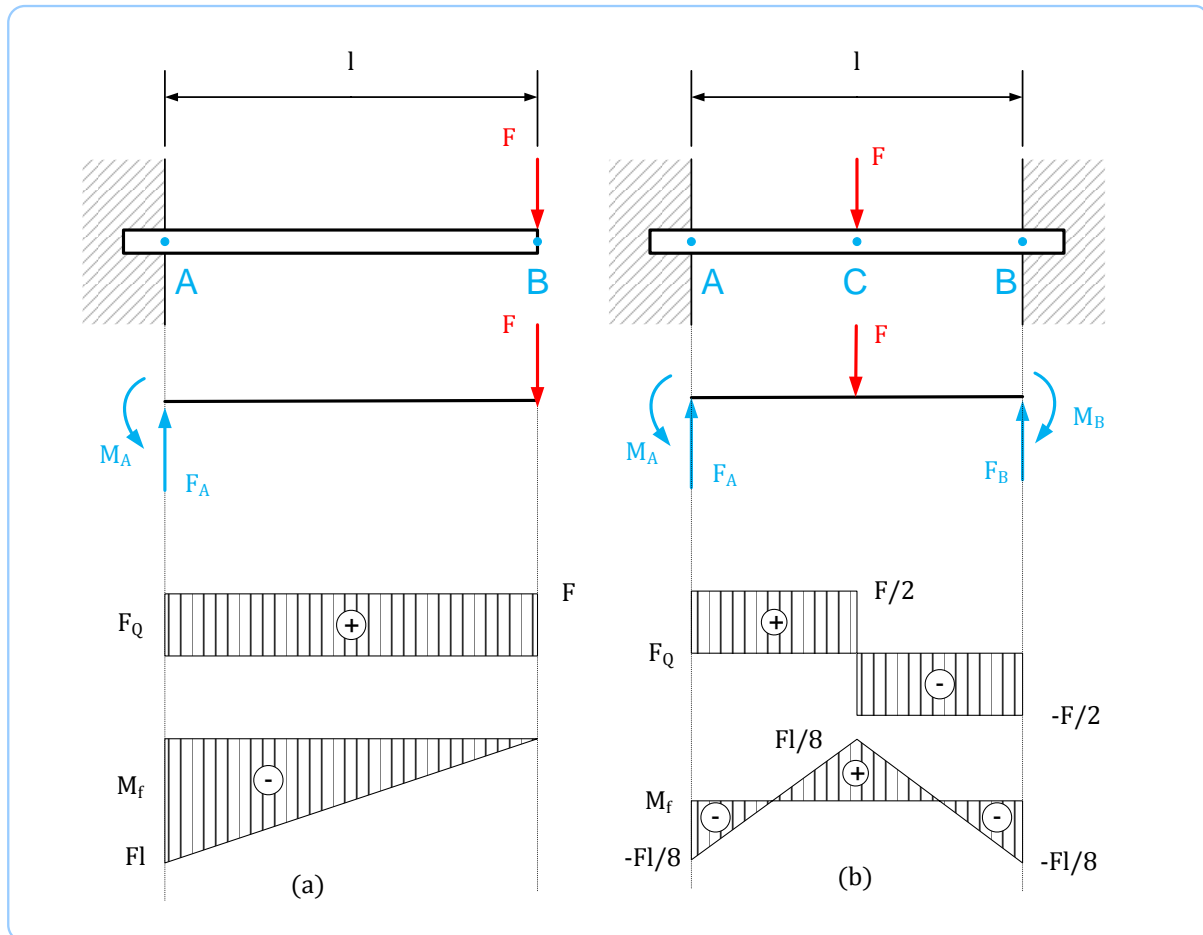 l
F
A
B
F
M_A
F_A
F_Q
+
F
M_f
-
Fl
(a)
l
F
A
C
B
F
M_A
F_A
M_B
F_B
F_Q
+
F/2
-
-F/2
Fl/8
M_f
-
+
-
-Fl/8
-Fl/8
(b)